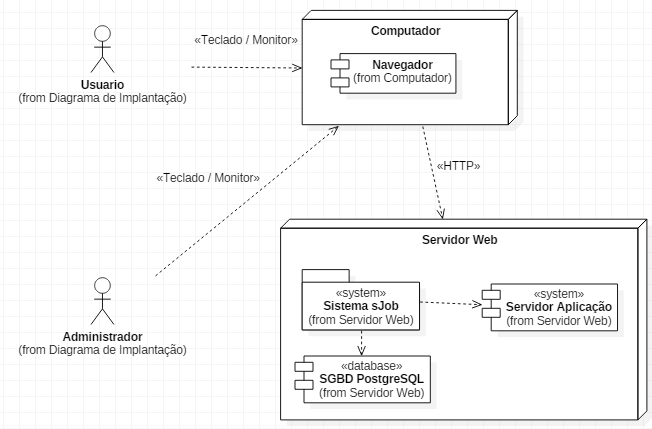 «Teclado / Monitor»
Usuario
(from Diagrama de Implantação)
Computador
Navegador
(from Computador)
«Teclado / Monitor»
«HTTP»
Administrador
(from Diagrama de Implantação)
Servidor Web
«system»
Sistema sJob
(from Servidor Web)
«system»
Servidor Aplicação
(from Servidor Web)
«database»
SGBD PostgreSQL
(from Servidor Web)